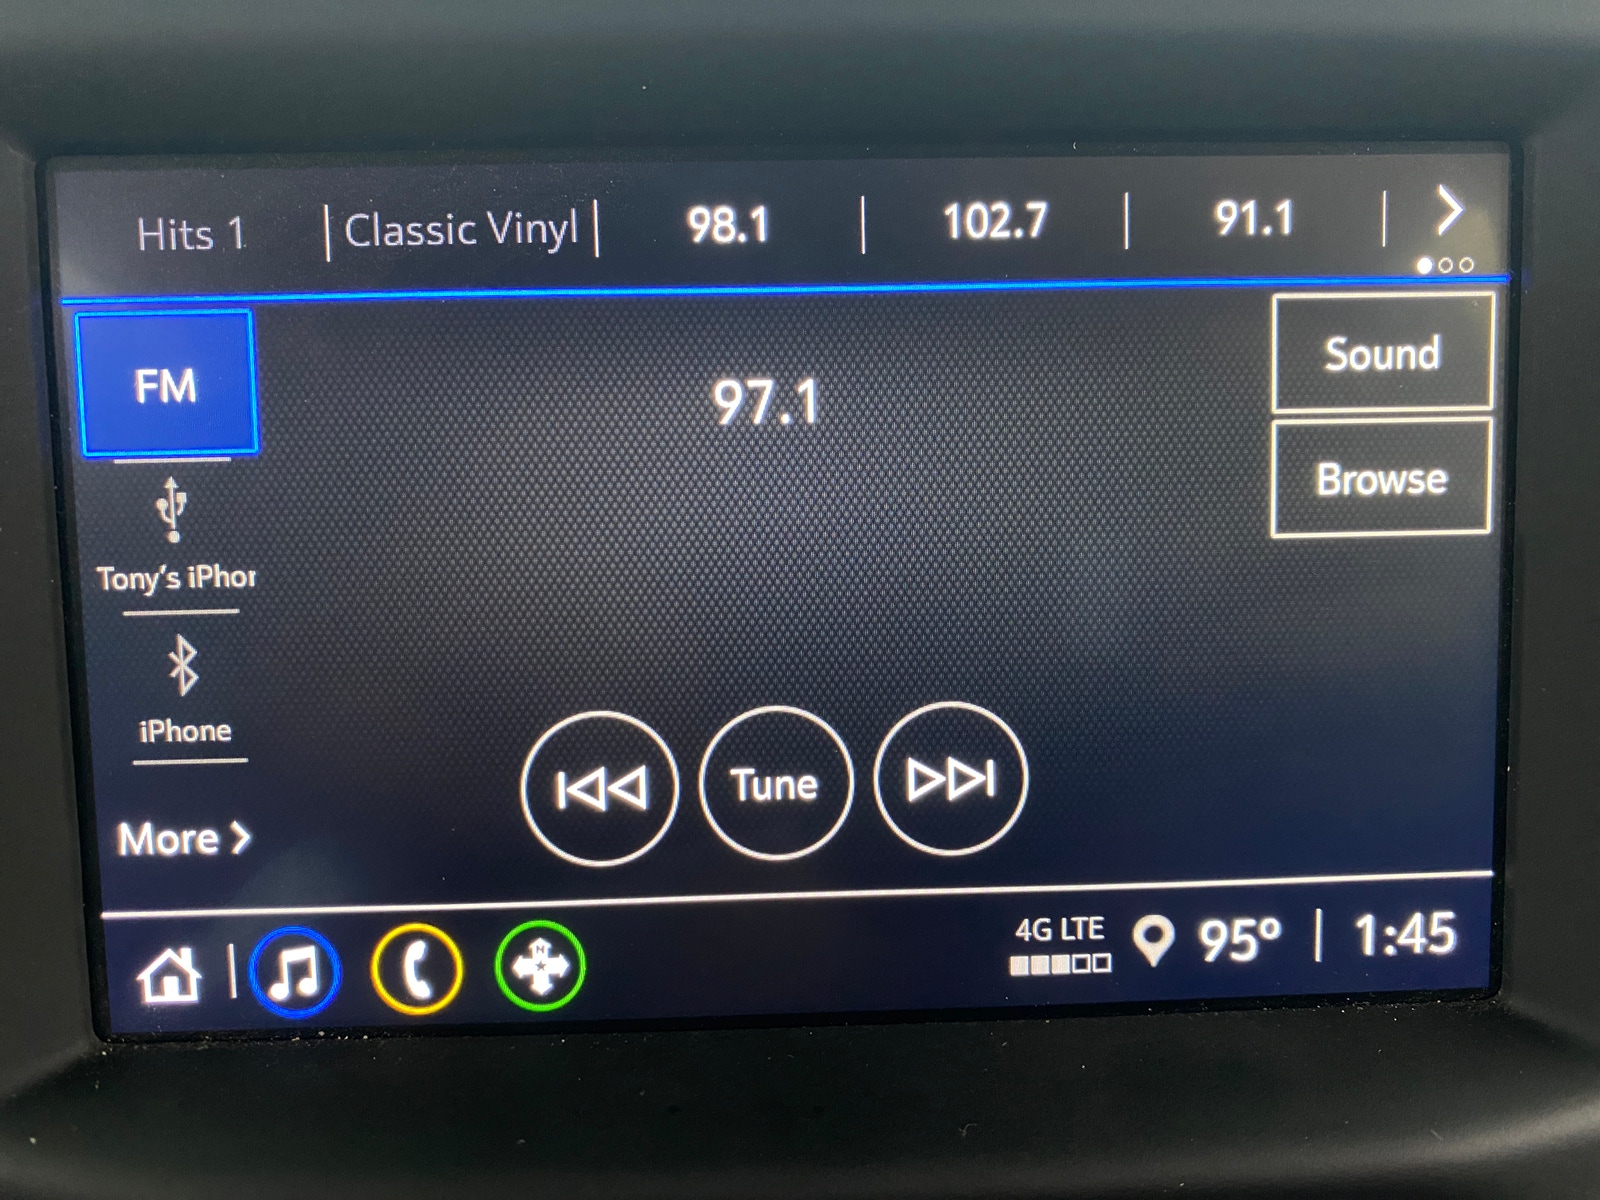 Hits 1 | Classic Vinyl | 98.1 | 102.7 | 91.1 |
FM
97.1
Sound
Browse
Tony's iPhor
iPhone
Tune
More
4G LTE
95° | 1:45
N